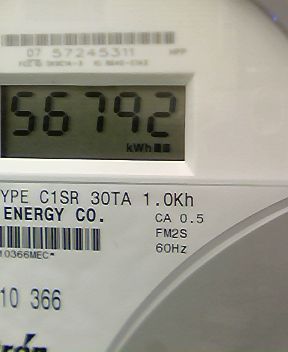 07 57245311
56792
kWh
YPE C1SR 30TA 1.0Kh
ENERGY CO.
CA 0.5
FM2S
60Hz
10366MEC*
10 366